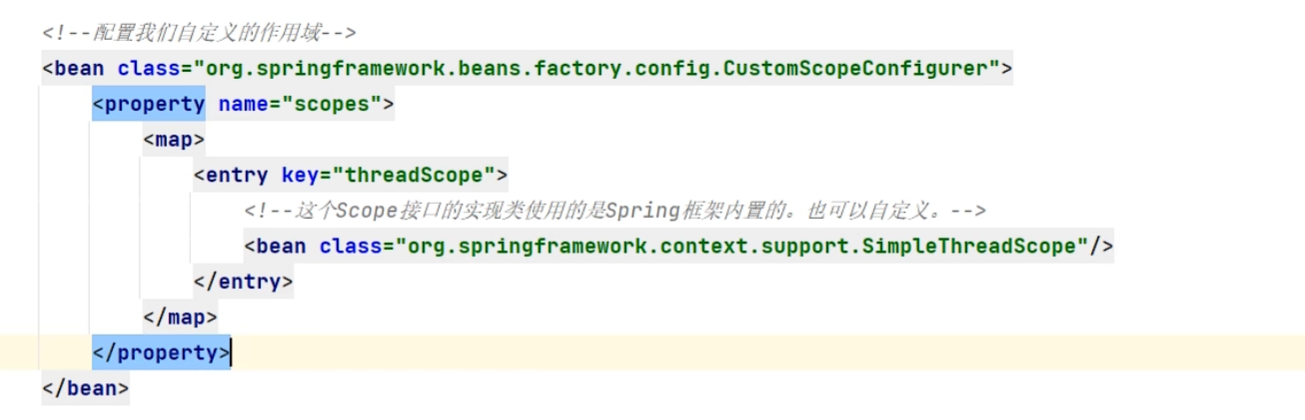 <!--配置我们自定义的作用域-->
<bean class="org.springframework.beans.factory.config.CustomScopeConfigurer">
<property name="scopes">
<map>
<entry key="threadScope">
<!--这个Scope接口的实现类使用的是Spring框架内置的。也可以自定义。-->
<bean class="org.springframework.context.support.SimpleThreadScope"/>
</entry>
</map>
</property>
</bean>